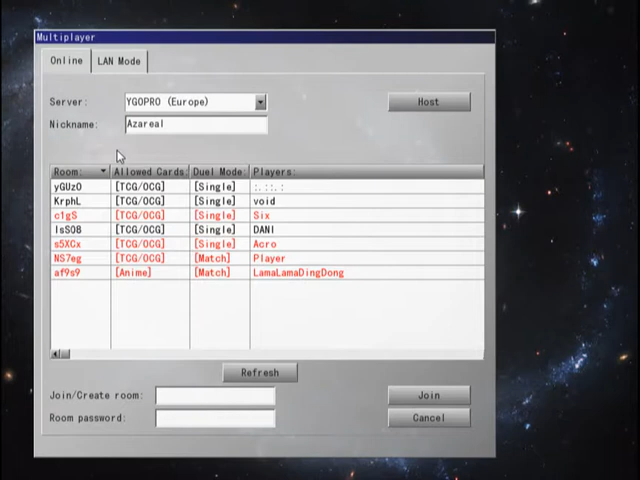 Multiplayer
Online LAN Mode
Server: YGOPRO (Europe) Host
Nickname: Azareal
Room: Allowed Cards: Duel Mode: Players:
yGUzO [TCG/OCG] [Single] :.::.:
KrphL [TCG/OCG] [Single] void
c1gS [TCG/OCG] [Single] Six
[TCG/OCG] [Single] DANI
s5XCx [TCG/OCG] [Single] Acro
NS7eg [TCG/OCG] [Match] Player
af9s9 [Anime] [Match] LamaLamaDingDong
Refresh
Join/Create room: Join
Room password: Cancel